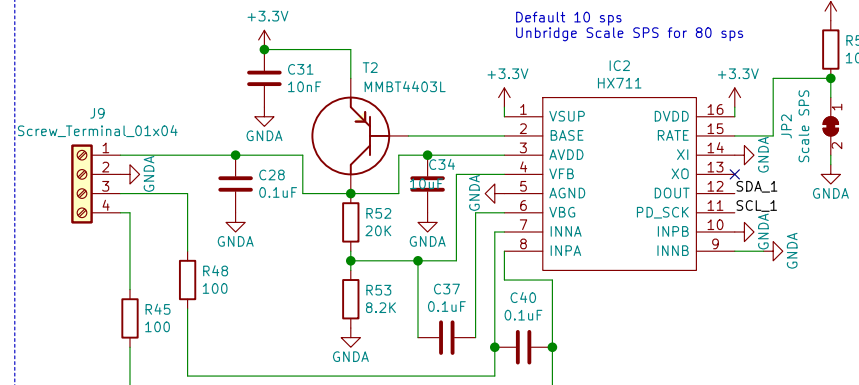 Default 10 sps
Unbridge Scale SPS for 80 sps
+3.3V
C31
10nF
GNDA
T2
MMBT4403L
+3.3V
IC2
HX711
+3.3V
JP2
Scale SPS
1
2
GNDA
J9
Screw_Terminal_01x04
1
2
3
4
GNDA
C28
0.1uF
GNDA
C34
10uF
GNDA
GNDA
1 VSUP
2 BASE
3 AVDD
4 VFB
5 AGND
6 VBG
7 INNA
8 INPA
DVDD 16
RATE 15
XI 14
XO 13
DOUT 12
PD_SCK 11
INPB 10
INNB 9
GNDA
SDA_1
SCL_1
GNDA
GNDA
R52
20K
R53
8.2K
GNDA
R48
100
R45
100
C37
0.1uF
C40
0.1uF